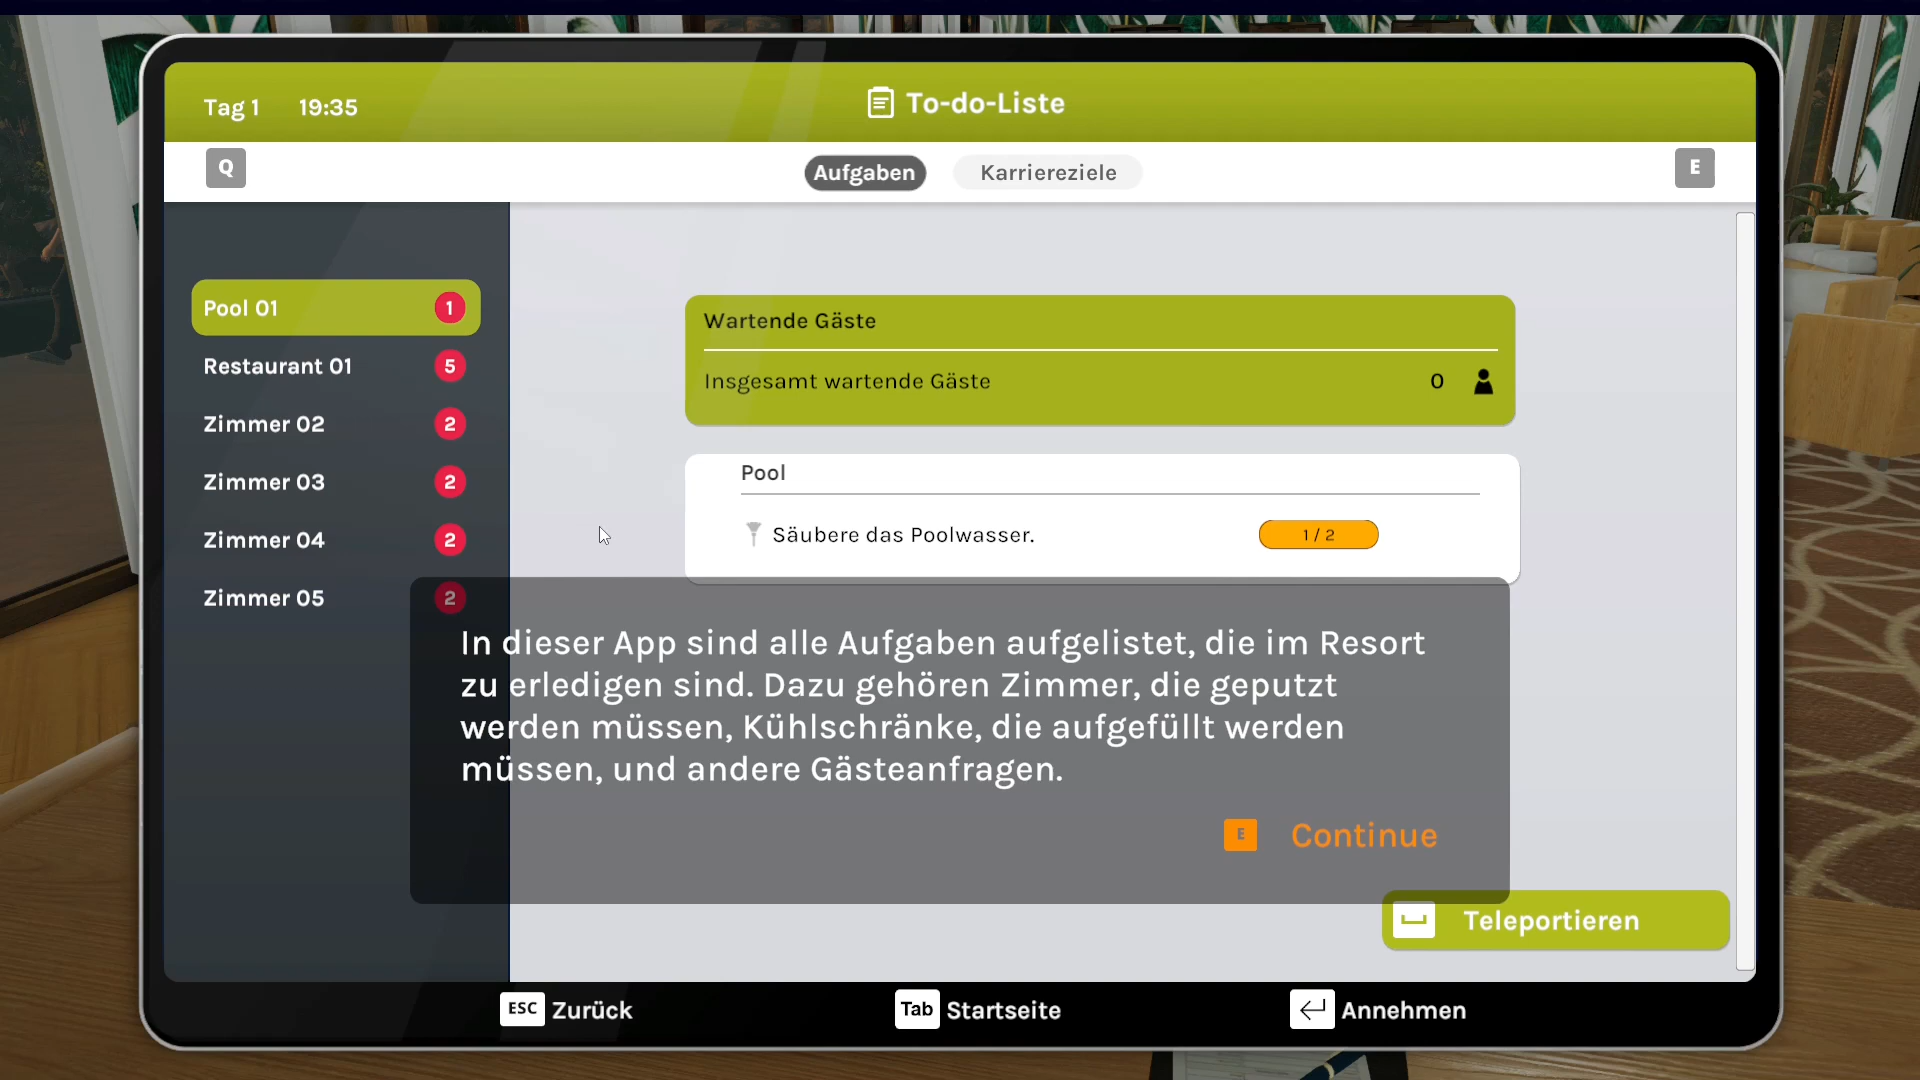 Tag 1 19:35
To-do-Liste
Q
Aufgaben
Karriereziele
E
Pool 01 1
Restaurant 01 5
Zimmer 02 2
Zimmer 03 2
Zimmer 04 2
Zimmer 05 2
Wartende Gäste
Insgesamt wartende Gäste 0
Pool
Säubere das Poolwasser. 1 / 2
In dieser App sind alle Aufgaben aufgelistet, die im Resort
zu erledigen sind. Dazu gehören Zimmer, die geputzt
werden müssen, Kühlschränke, die aufgefüllt werden
müssen, und andere Gästeanfragen.
E Continue
Teleportieren
ESC Zurück
Tab Startseite
Annehmen